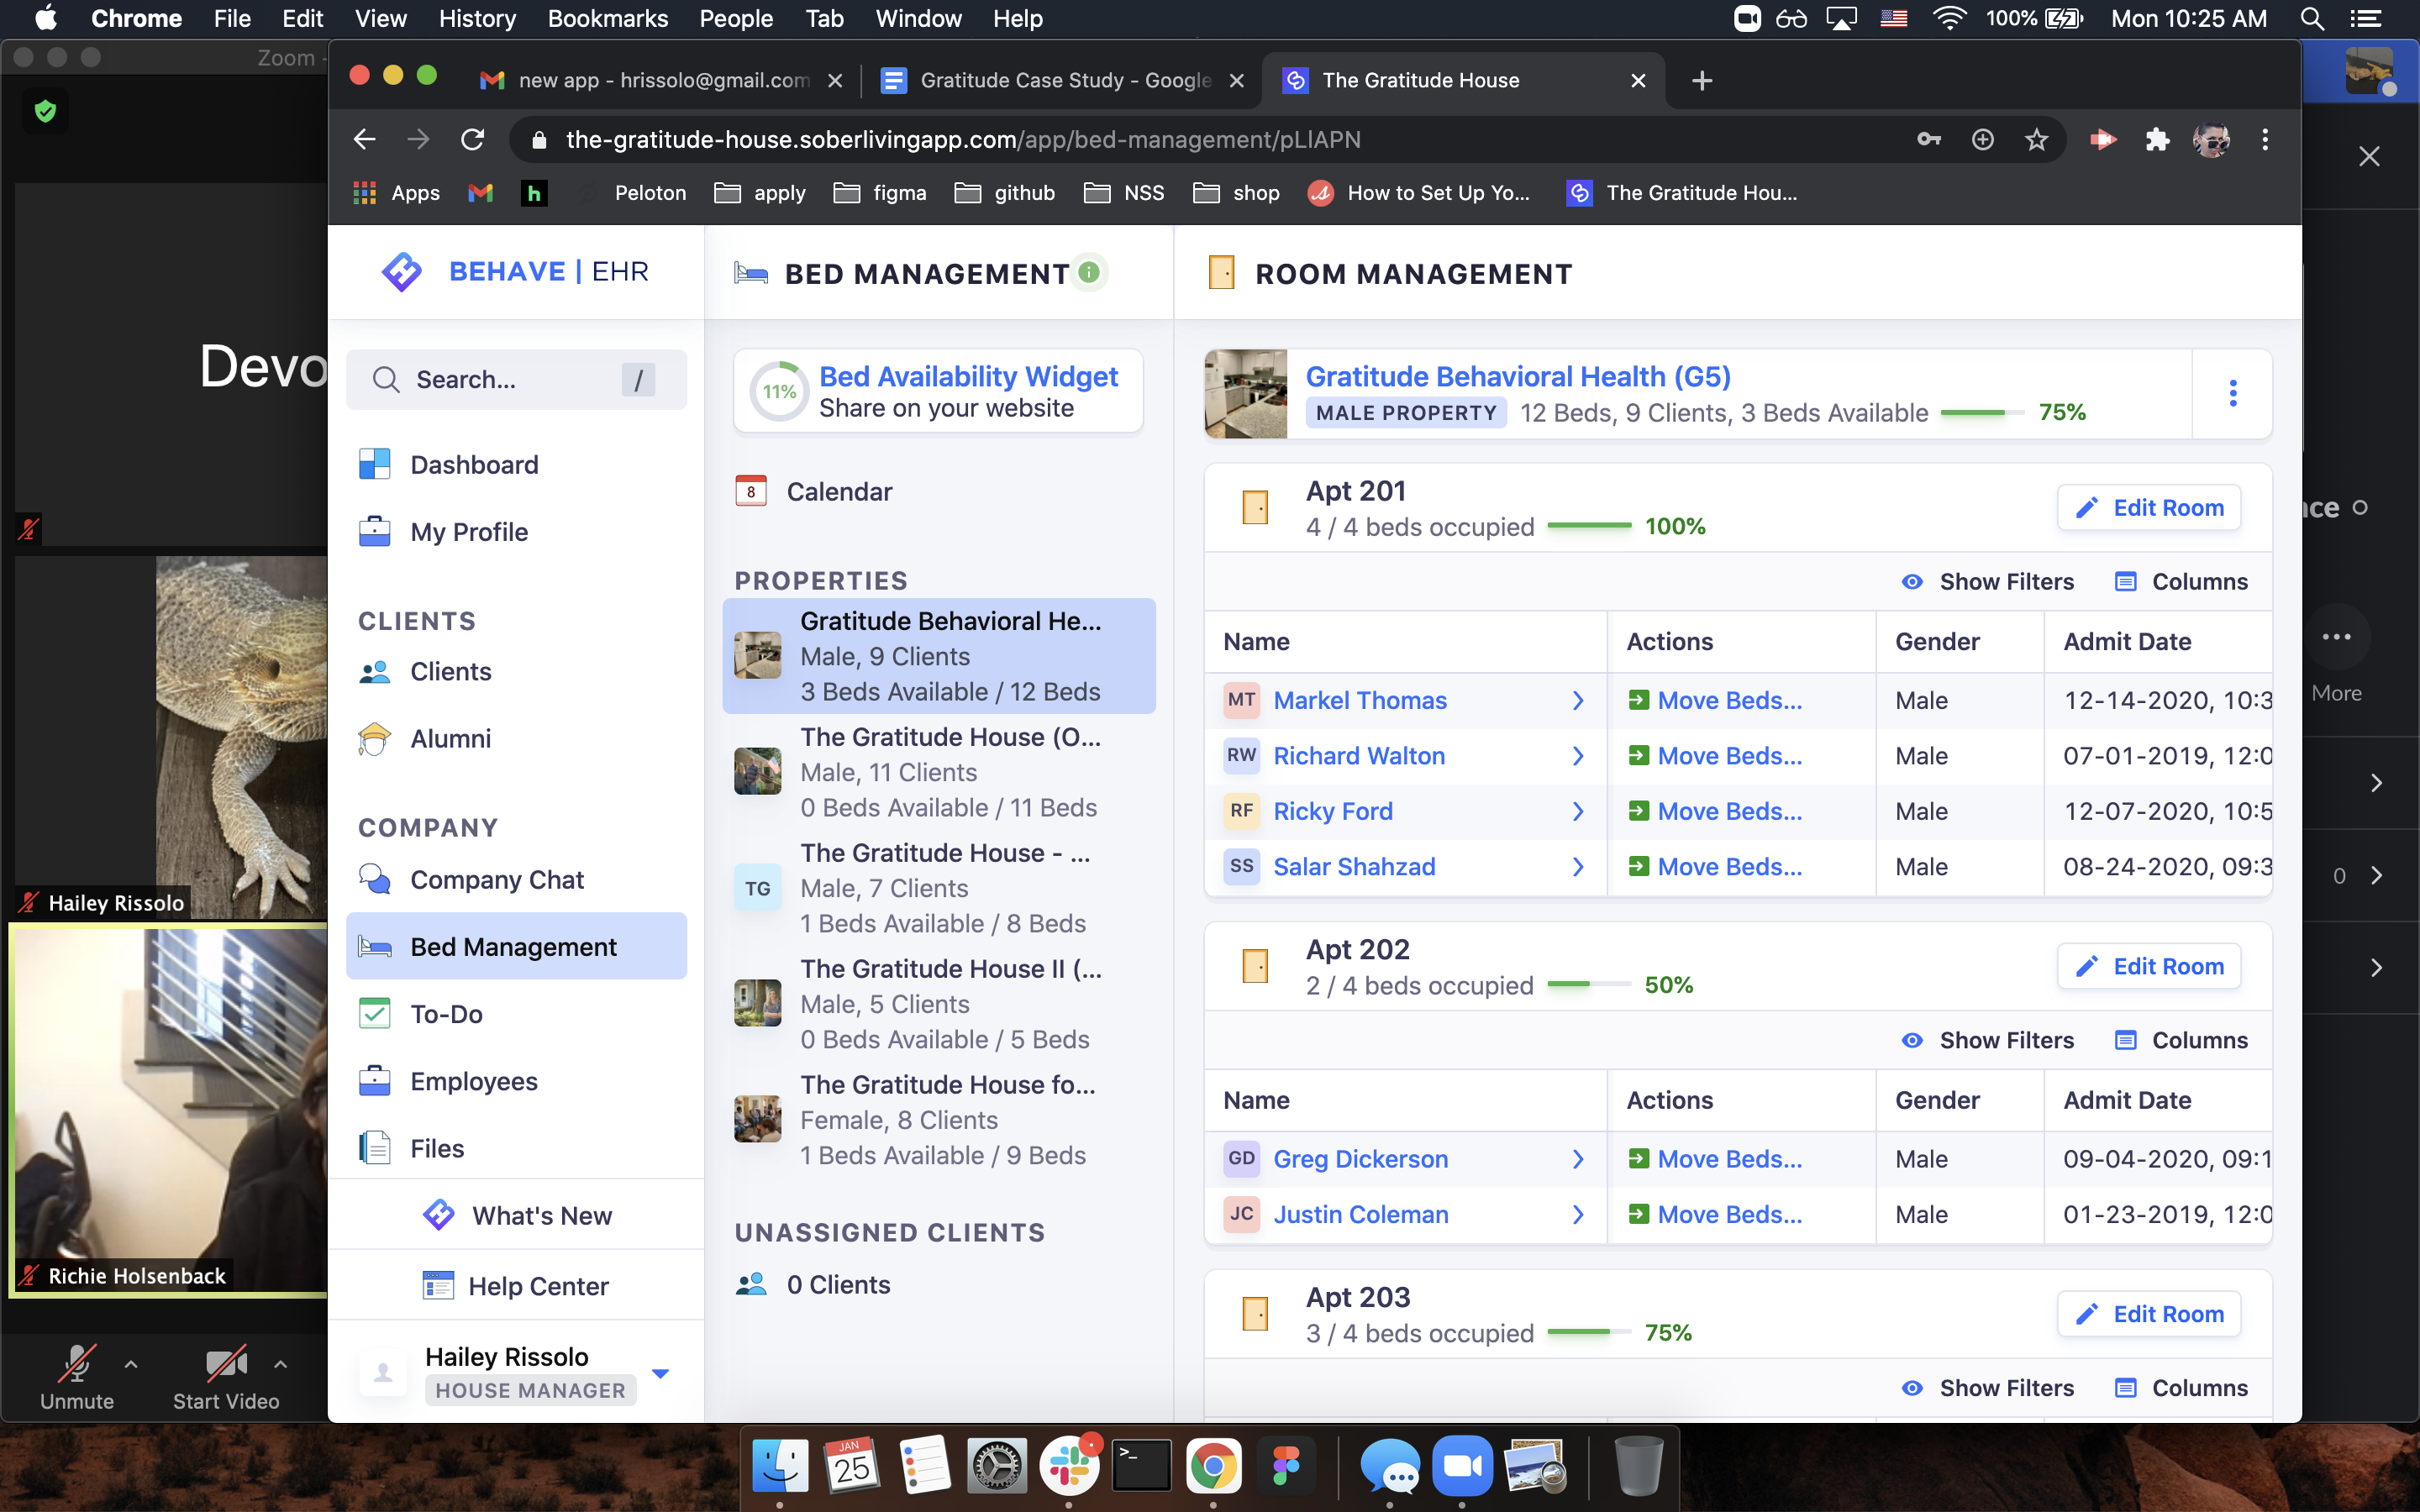 Chrome File Edit View History Bookmarks People Tab Window Help
100% Mon 10:25 AM
Zoom -
new app - hrissolo@gmail.com
Gratitude Case Study - Google
The Gratitude House
the-gratitude-house.soberlivingapp.com/app/bed-management/pLlAPN
Apps
h
Peloton
apply
figma
github
NSS
shop
How to Set Up Yo...
The Gratitude Hou...
Devo
Hailey Rissolo
Richie Holsenback
Unmute
Start Video
BEHAVE | EHR
Search...
/
Dashboard
My Profile
CLIENTS
Clients
Alumni
COMPANY
Company Chat
Bed Management
To-Do
Employees
Files
What's New
Help Center
Hailey Rissolo
HOUSE MANAGER
BED MANAGEMENT
i
11%
Bed Availability Widget
Share on your website
8
Calendar
PROPERTIES
Gratitude Behavioral He...
Male, 9 Clients
3 Beds Available / 12 Beds
The Gratitude House (O...
Male, 11 Clients
0 Beds Available / 11 Beds
TG
The Gratitude House - ...
Male, 7 Clients
1 Beds Available / 8 Beds
The Gratitude House II (...
Male, 5 Clients
0 Beds Available / 5 Beds
The Gratitude House fo...
Female, 8 Clients
1 Beds Available / 9 Beds
UNASSIGNED CLIENTS
0 Clients
ROOM MANAGEMENT
Gratitude Behavioral Health (G5)
MALE PROPERTY 12 Beds, 9 Clients, 3 Beds Available 75%
Apt 201
4 / 4 beds occupied 100%
Edit Room
Show Filters Columns
Name Actions Gender Admit Date
MT Markel Thomas Move Beds... Male 12-14-2020, 10:3
RW Richard Walton Move Beds... Male 07-01-2019, 12:0
RF Ricky Ford Move Beds... Male 12-07-2020, 10:5
SS Salar Shahzad Move Beds... Male 08-24-2020, 09:3
Apt 202
2 / 4 beds occupied 50%
Edit Room
Show Filters Columns
Name Actions Gender Admit Date
GD Greg Dickerson Move Beds... Male 09-04-2020, 09:1
JC Justin Coleman Move Beds... Male 01-23-2019, 12:0
Apt 203
3 / 4 beds occupied 75%
Edit Room
Show Filters Columns
nce
More
0
JAN
25
>_